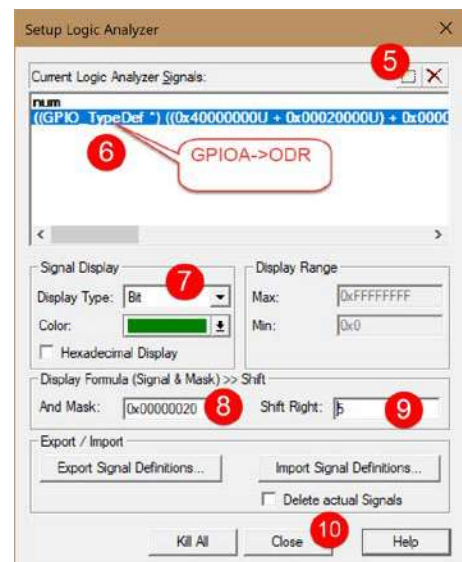 Setup Logic Analyzer
Current Logic Analyzer Signals:
5
num
((GPIO_TypeDef *) ((0x40000000U + 0x00020000U) + 0x0000
6
GPIOA->ODR
Signal Display
7
Display Type: Bit
Color:
Hexadecimal Display
Display Range
Max: 0xFFFFFFFF
Min: 0x0
Display Formula (Signal & Mask) >> Shift
And Mask: 0x00000020 8 Shift Right: 5 9
Export / Import
Export Signal Definitions... Import Signal Definitions...
Delete actual Signals
10
Kill All Close Help